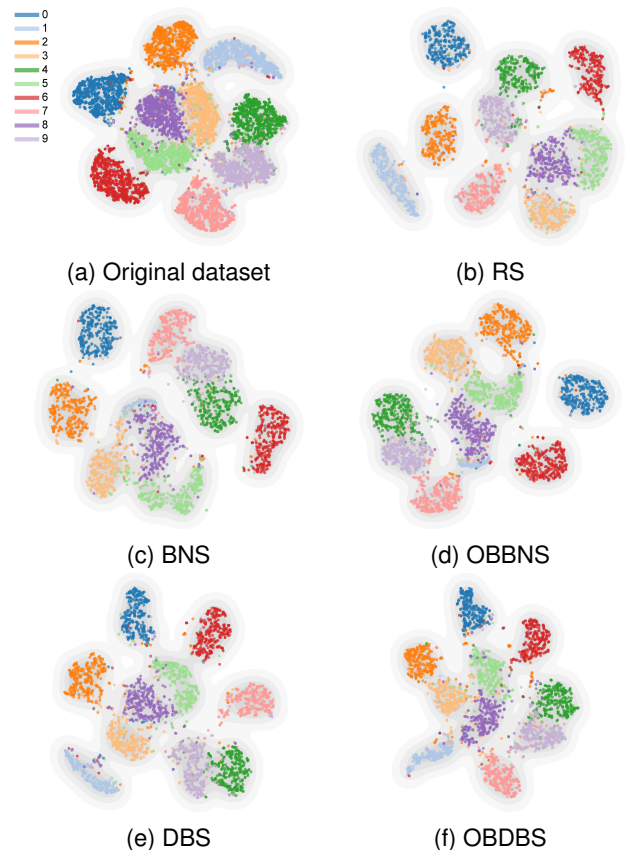 0
1
2
3
4
5
6
7
8
9
(a) Original dataset
(b) RS
(c) BNS
(d) OBBNS
(e) DBS
(f) OBDBS